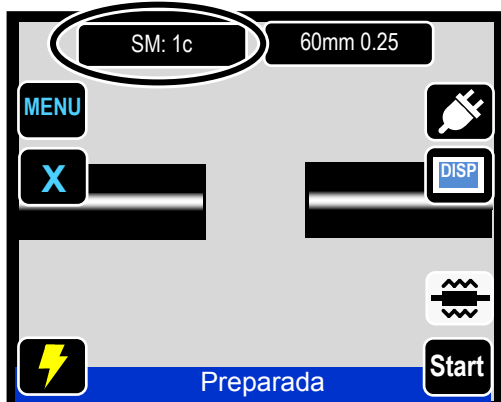 SM: 1c
60mm 0.25
MENU
X
DISP
Start
Preparada